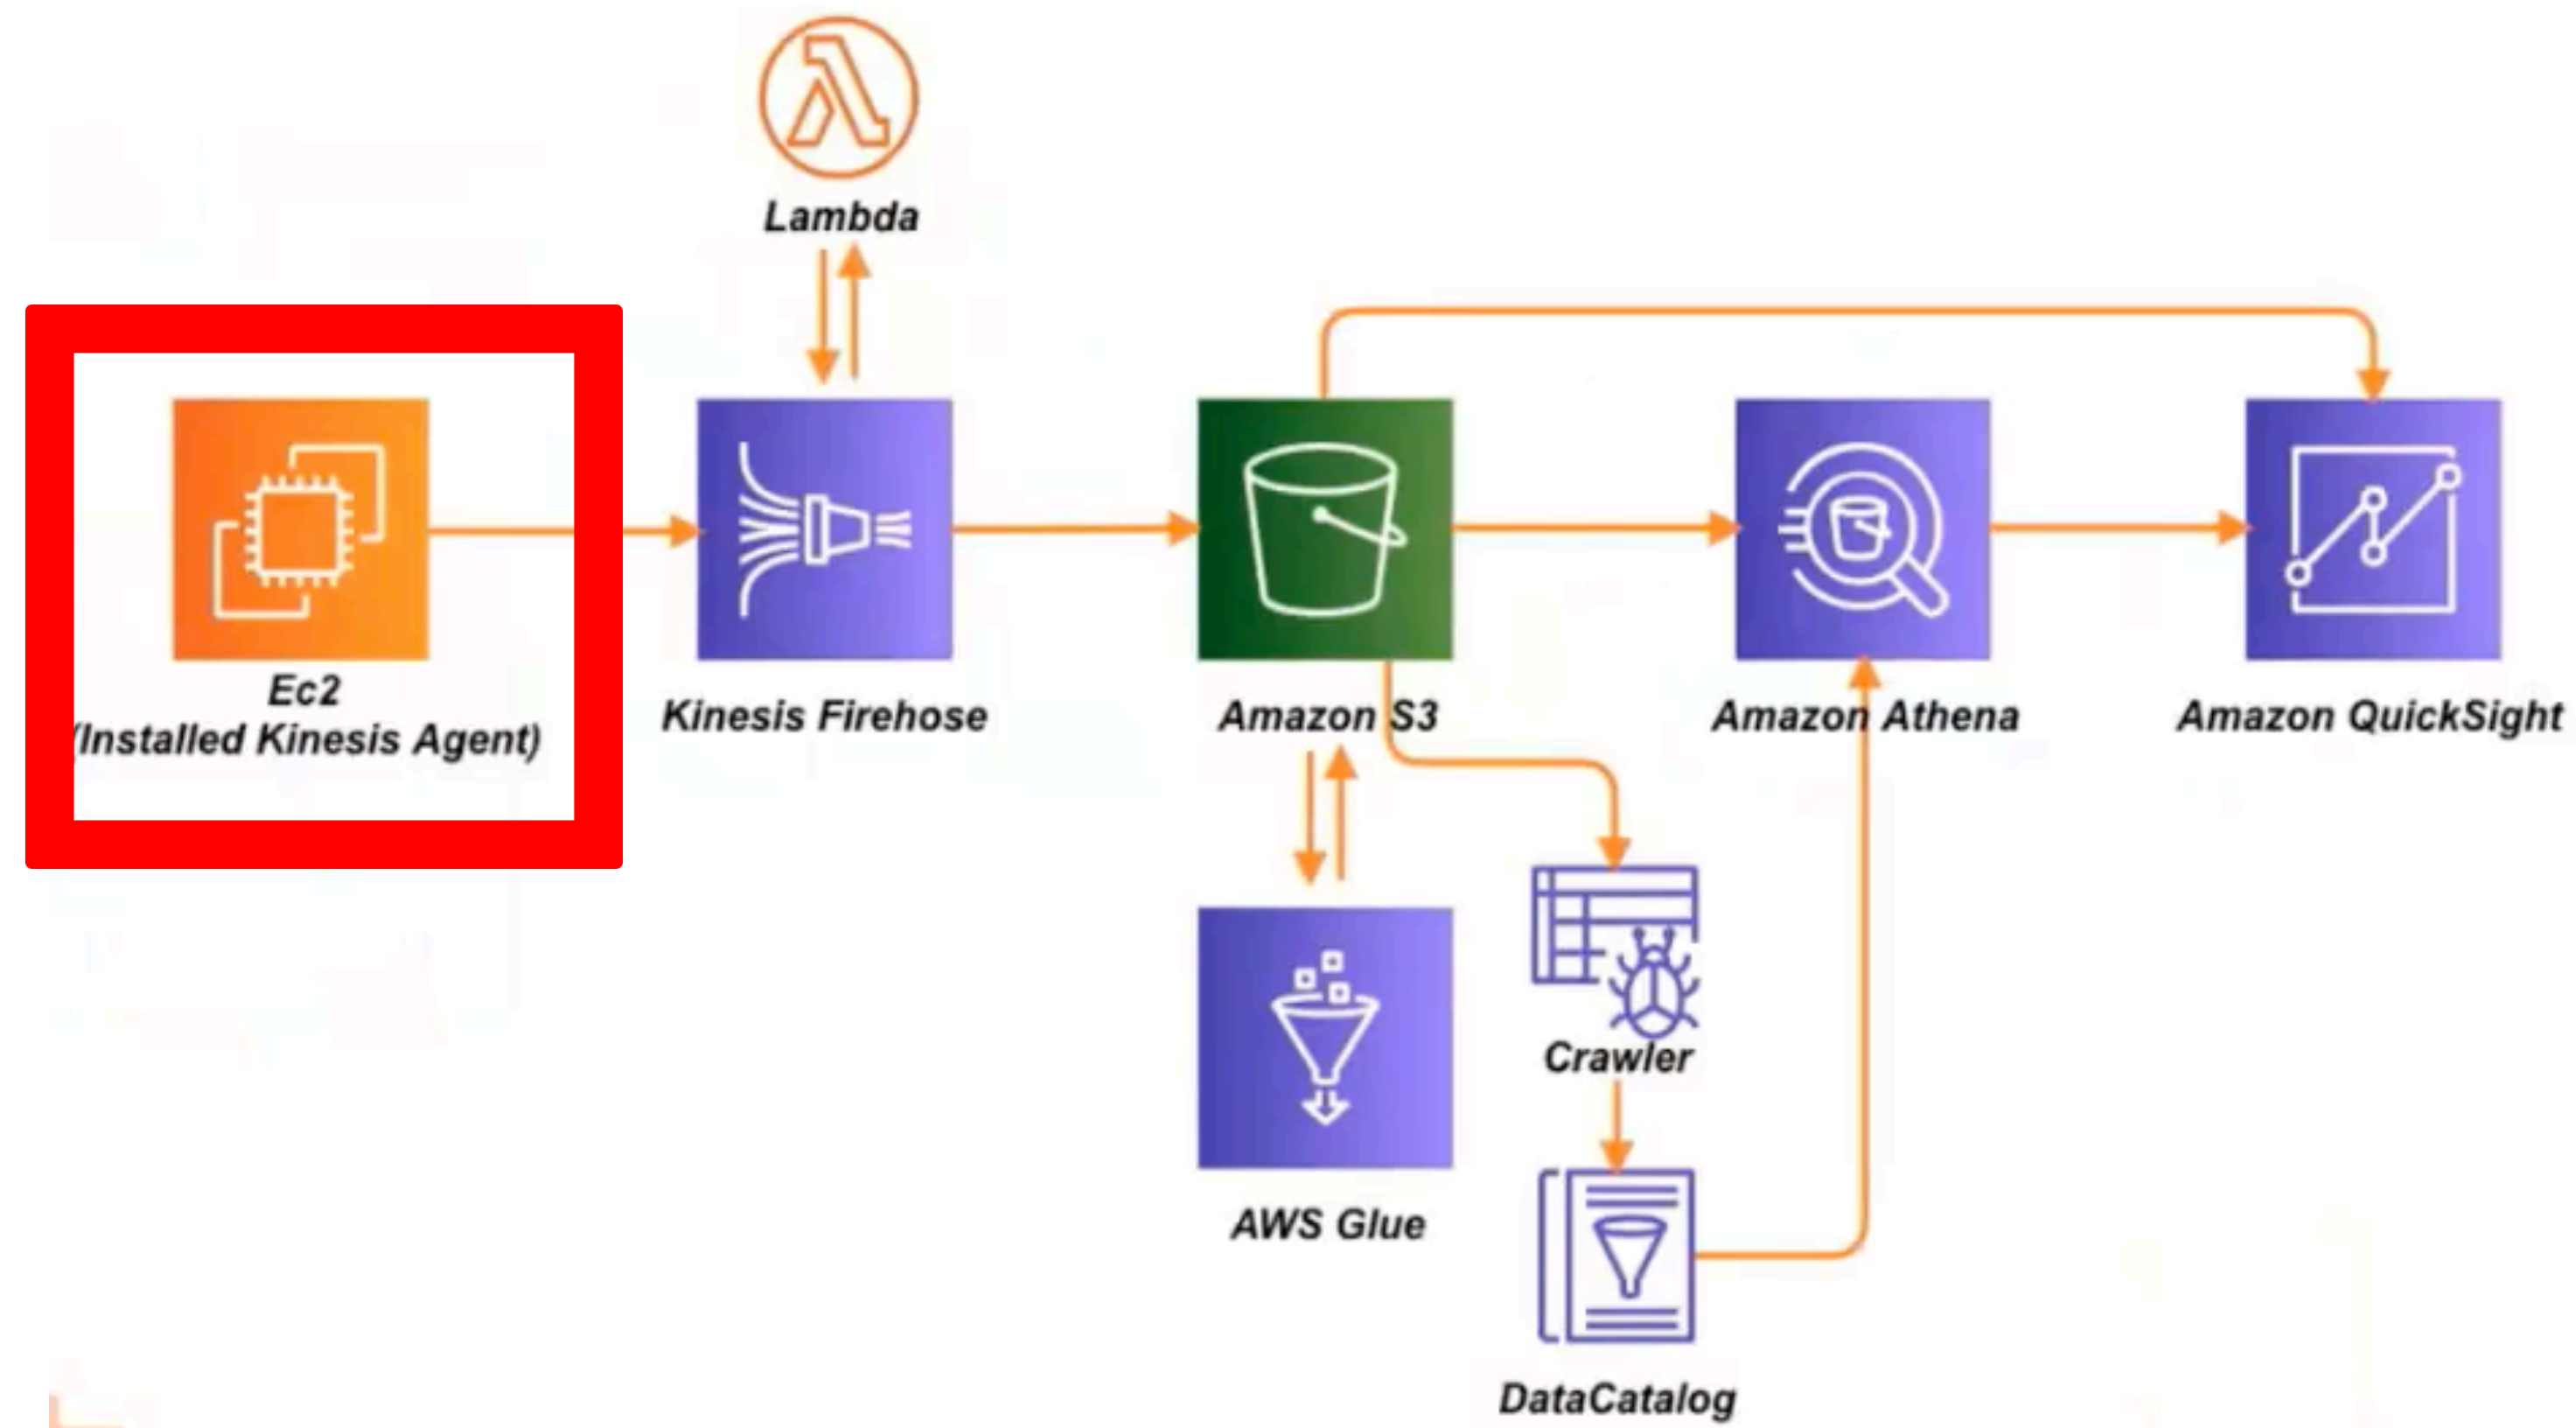 Lambda
Ec2
(Installed Kinesis Agent)
Kinesis Firehose
Amazon S3
Amazon Athena
Amazon QuickSight
Crawler
AWS Glue
DataCatalog